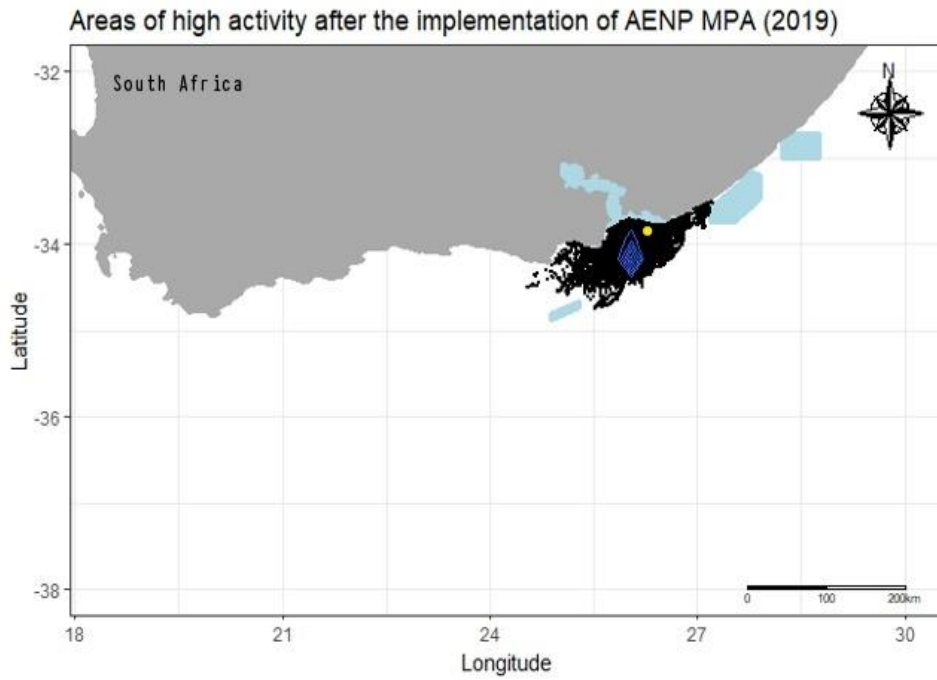 Areas of high activity after the implementation of AENP MPA (2019)
South Africa
N
-32
-34
-36
-38
Latitude
0 100 200km
18 21 24 27 30
Longitude